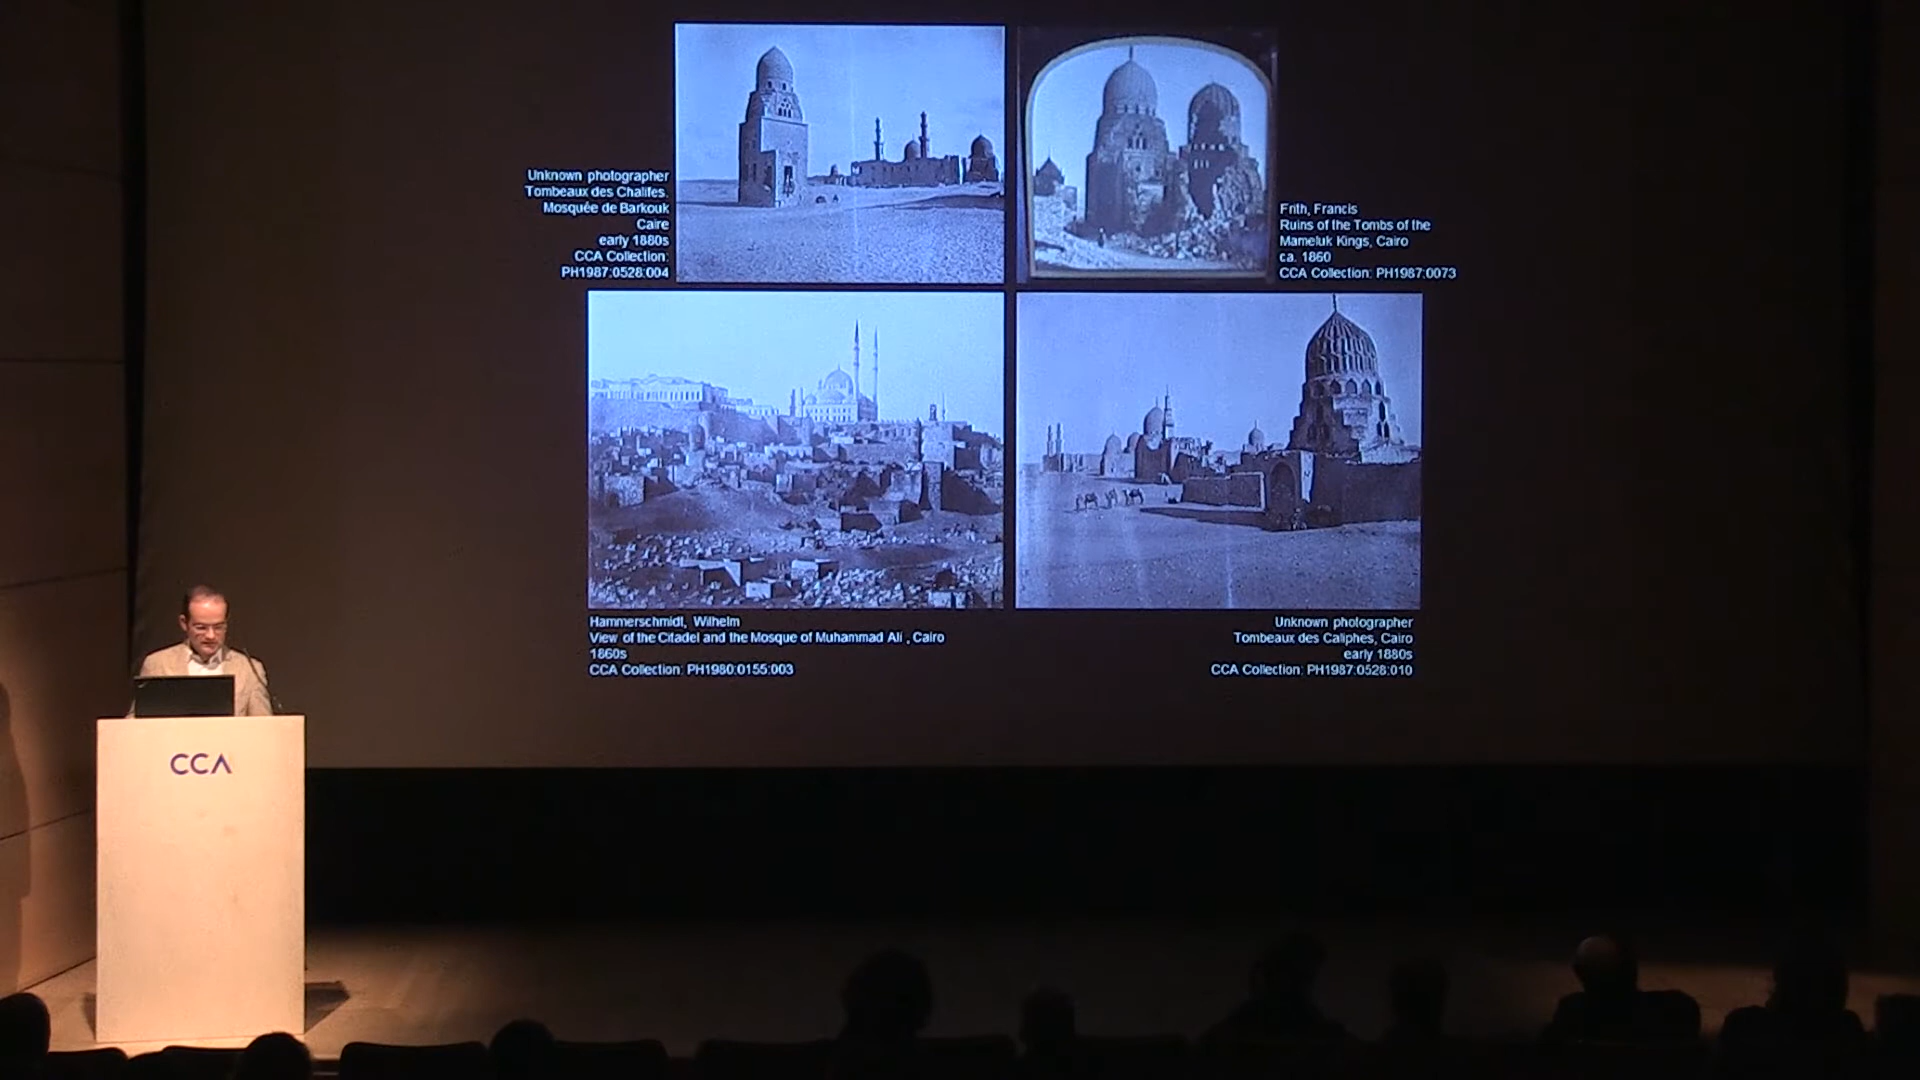 Unknown photographer
Tombeaux des Chalifes.
Mosquée de Barkouk
Caire
early 1880s
CCA Collection:
PH1987:0528:004
Frith, Francis
Ruins of the Tombs of the
Mameluk Kings, Cairo
ca. 1860
CCA Collection: PH1987:0073
Hammerschmidt, Wilhelm
View of the Citadel and the Mosque of Muhammad Ali , Cairo
1860s
CCA Collection: PH1980:0155:003
Unknown photographer
Tombeaux des Caliphes, Cairo
early 1880s
CCA Collection: PH1987:0528:010
CCA